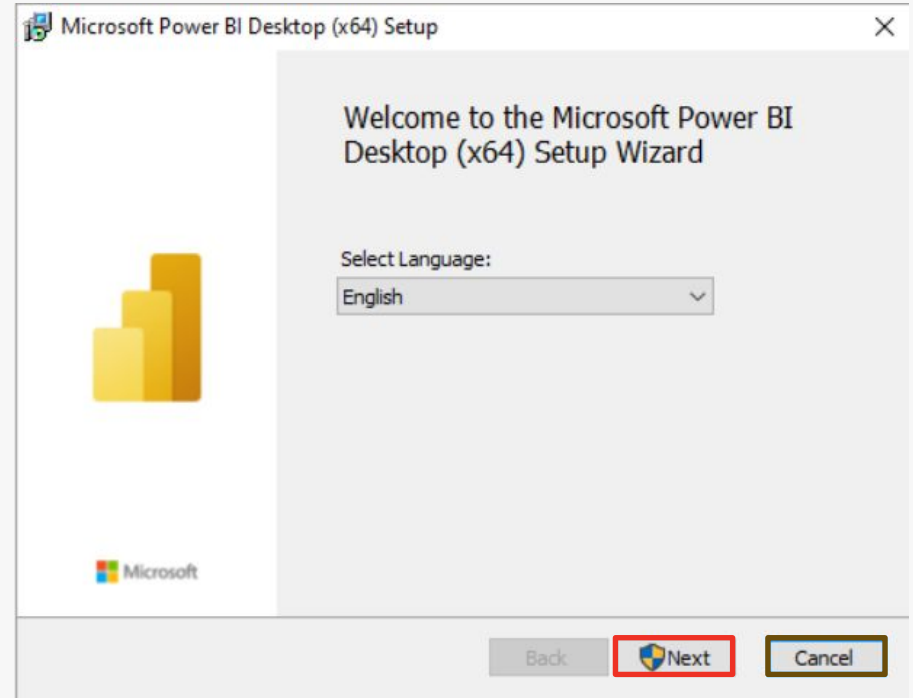 Microsoft Power BI Desktop (x64) Setup
Welcome to the Microsoft Power BI
Desktop (x64) Setup Wizard
Select Language:
English
Microsoft
Back
Next
Cancel